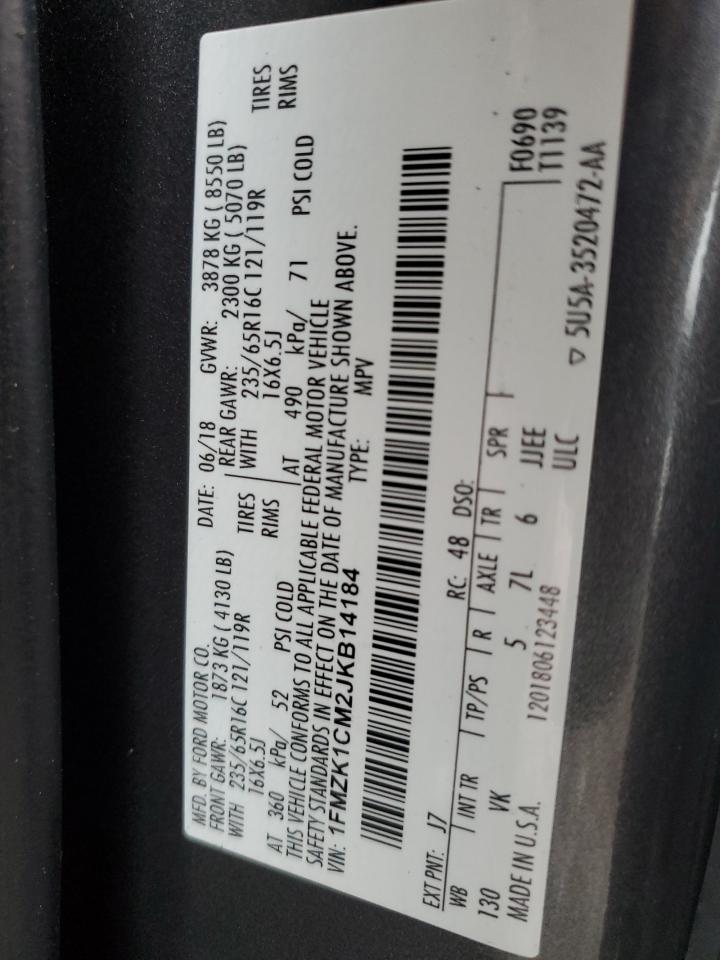 MFD. BY FORD MOTOR CO.
DATE: 06/18 GVWR: 3878 KG ( 8550 LB)
FRONT GAWR: 1873 KG ( 4130 LB) REAR GAWR: 2300 KG ( 5070 LB)
WITH 235/65R16C 121/119R TIRES WITH 235/65R16C 121/119R TIRES
16X6.5J RIMS 16X6.5J RIMS
AT 360 kPa/ 52 PSI COLD AT 490 kPa/ 71 PSI COLD
THIS VEHICLE CONFORMS TO ALL APPLICABLE FEDERAL MOTOR VEHICLE
SAFETY STANDARDS IN EFFECT ON THE DATE OF MANUFACTURE SHOWN ABOVE.
VIN: 1FMZK1CM2JKB14184 TYPE: MPV
EXT PNT: J7 RC: 48 DSO:
WB INT TR TP/PS R AXLE TR SPR F0690
130 VK 5 7L 6 JJEE T1139
MADE IN U.S.A. 1201806123448 ULC ▽ 5U5A-3520472-AA